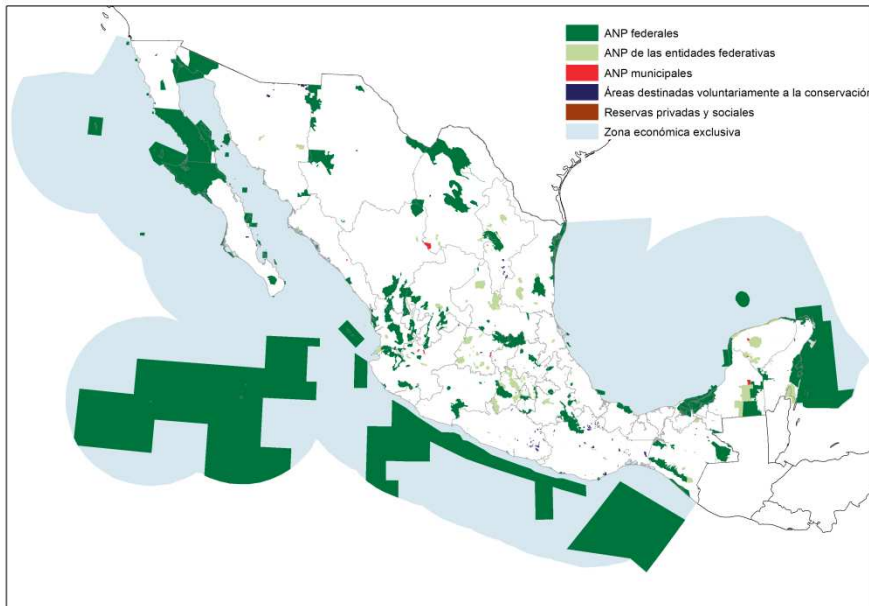 ANP federales
ANP de las entidades federativas
ANP municipales
Áreas destinadas voluntariamente a la conservación
Reservas privadas y sociales
Zona económica exclusiva